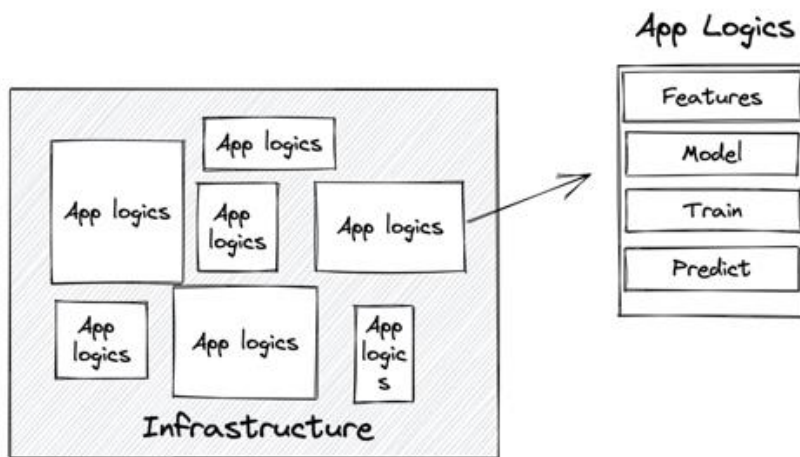 App Logics
Features
Model
Train
Predict
App logics
App logics
App
logics
App logics
App
logics
App logics
App
logic
s
Infrastructure